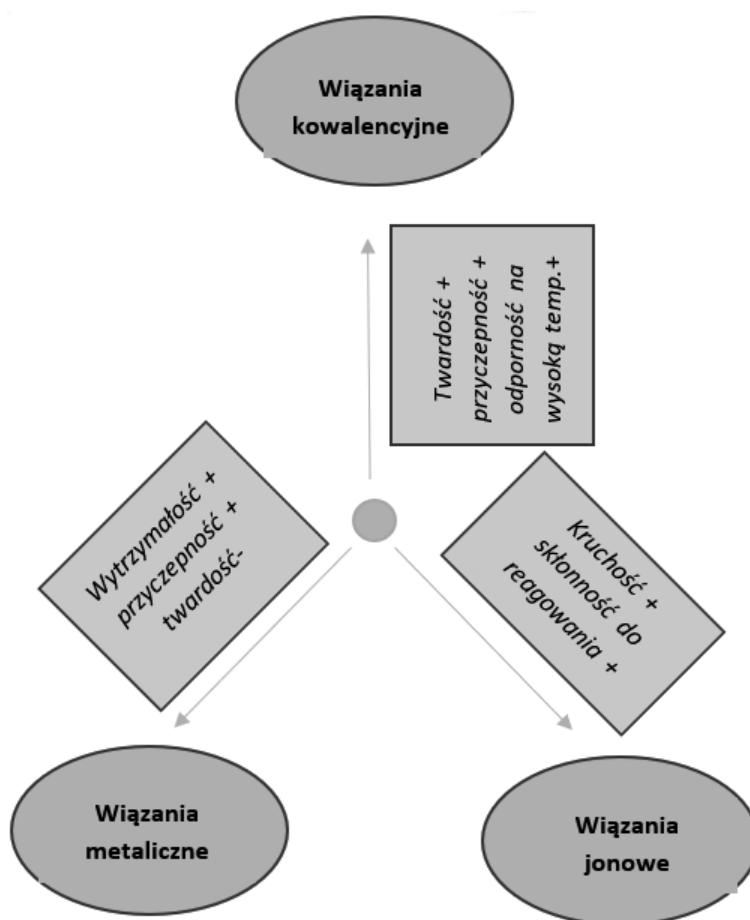 Wiązania
kowalencyjne
Twardość +
przyczepność +
odporność na
wysoką temp.+
Wytrzymałość +
przyczepność +
twardość-
Kruchość +
skłonność do
reagowania +
Wiązania
metaliczne
Wiązania
jonowe